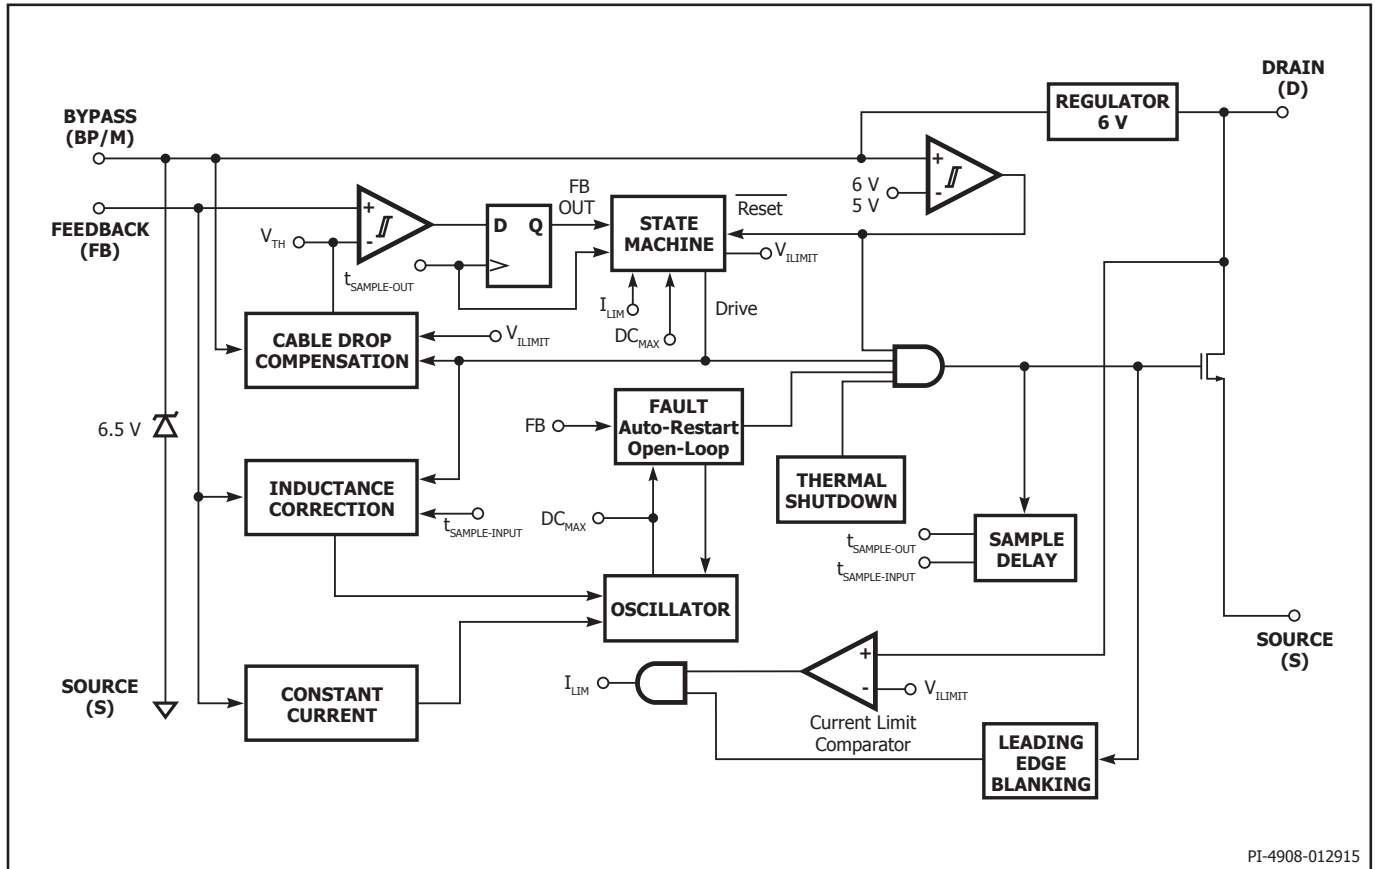 DRAIN
(D)
REGULATOR
6 V
BYPASS
(BP/M)
+
6 V
5 V
-
FEEDBACK
(FB)
+
-
V_TH
t_SAMPLE-OUT
D Q
FB
OUT
STATE
MACHINE
Reset
V_ILIMIT
I_LIM
DC_MAX
Drive
CABLE DROP
COMPENSATION
V_ILIMIT
6.5 V
FB
FAULT
Auto-Restart
Open-Loop
THERMAL
SHUTDOWN
INDUCTANCE
CORRECTION
t_SAMPLE-INPUT
DC_MAX
t_SAMPLE-OUT
t_SAMPLE-INPUT
SAMPLE
DELAY
OSCILLATOR
SOURCE
(S)
SOURCE
(S)
CONSTANT
CURRENT
I_LIM
+
-
V_ILIMIT
Current Limit
Comparator
LEADING
EDGE
BLANKING
PI-4908-012915